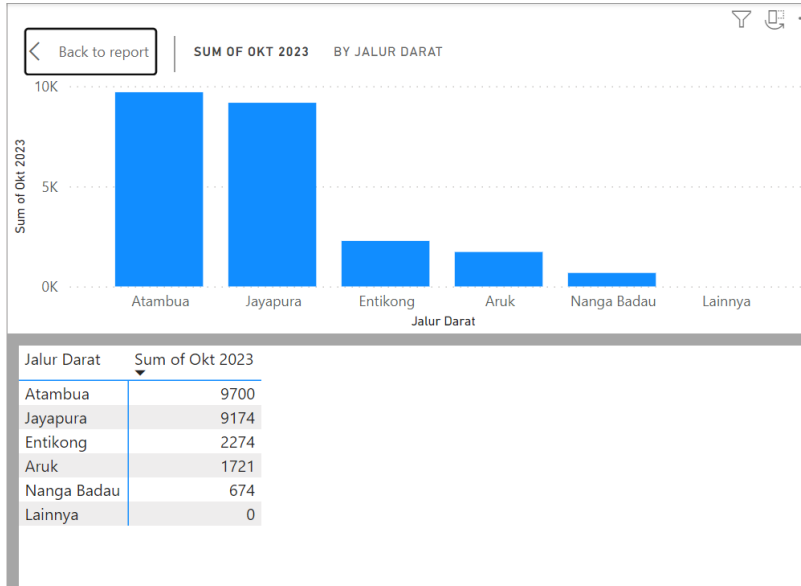 Back to report
SUM OF OKT 2023 BY JALUR DARAT
10K
5K
0K
Sum of Okt 2023
Atambua Jayapura Entikong Aruk Nanga Badau Lainnya
Jalur Darat
Jalur Darat Sum of Okt 2023
Atambua 9700
Jayapura 9174
Entikong 2274
Aruk 1721
Nanga Badau 674
Lainnya 0